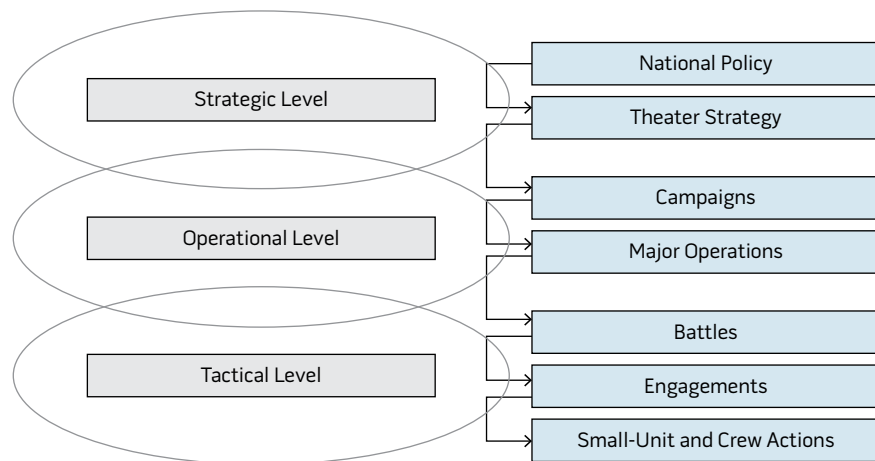 National Policy
Strategic Level
Theater Strategy
Campaigns
Operational Level
Major Operations
Battles
Tactical Level
Engagements
Small-Unit and Crew Actions